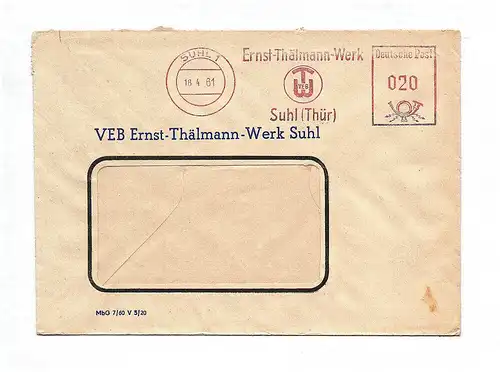 SUHL 1
18.4.61
Ernst-Thälmann-Werk
VEB
Suhl (Thür)
Deutsche Post
020
VEB Ernst-Thälmann-Werk Suhl
MbG 7/60 V 5/20